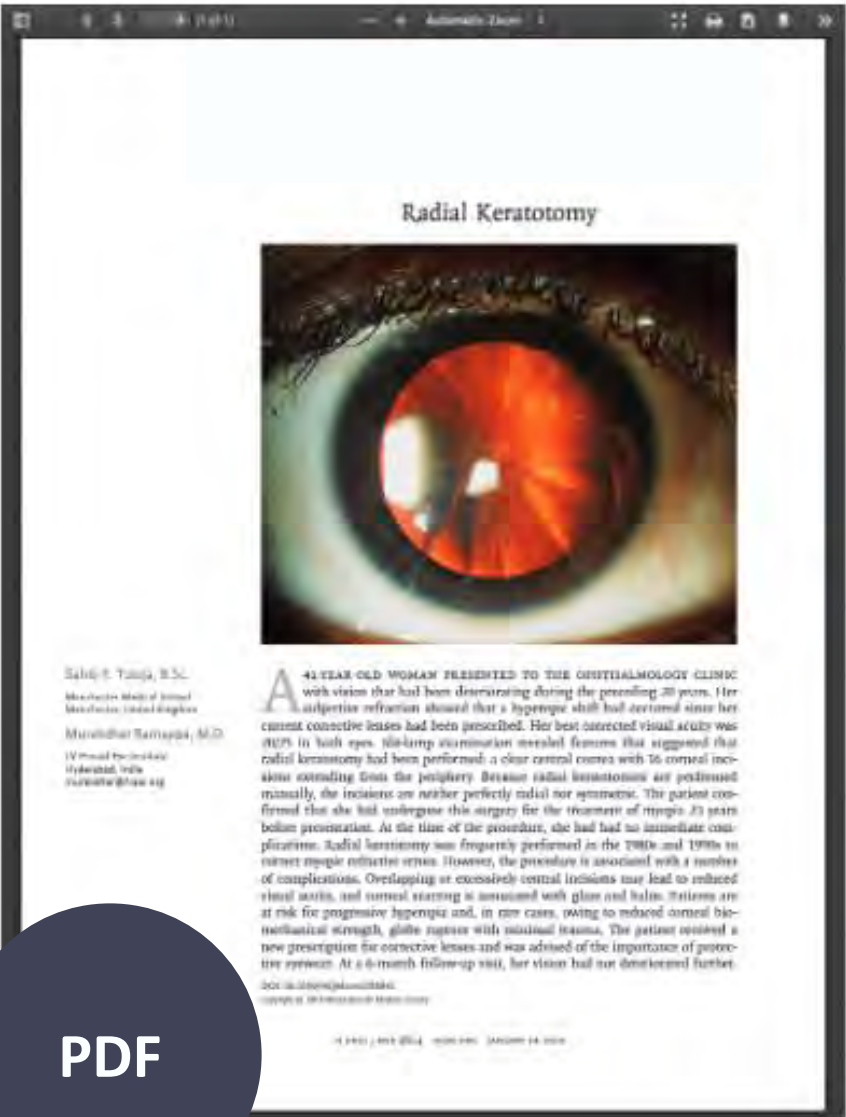 Automatic Zoom
Radial Keratotomy
Manchester Medical School
Manchester, United Kingdom
Hyderabad, India
A 41-YEAR-OLD WOMAN PRESENTED TO THE OPHTHALMOLOGY CLINIC
with vision that had been deteriorating during the preceding 20 years. Her
subjective refraction showed that a hyperopic shift had occurred since her
current corrective lenses had been prescribed. Her best corrected visual acuity was
in both eyes. Slit-lamp examination revealed features that suggested that
radial keratotomy had been performed: a clear central cornea with 16 corneal inci-
sions extending from the periphery. Because radial keratotomies are performed
manually, the incisions are neither perfectly radial nor symmetric. The patient con-
firmed that she had undergone this surgery for the treatment of myopia 23 years
before presentation. At the time of the procedure, she had had no immediate com-
plications. Radial keratotomy was frequently performed in the 1980s and 1990s to
correct myopic refractive errors. However, the procedure is associated with a number
of complications. Overlapping or excessively central incisions may lead to reduced
visual acuity, and corneal scarring is associated with glare and halos. Patients are
at risk for progressive hyperopia and, in rare cases, owing to reduced corneal bio-
mechanical strength, globe rupture with minimal trauma. The patient received a
new prescription for corrective lenses and was advised of the importance of protec-
tive eyewear. At a 6-month follow-up visit, her vision had not deteriorated further.
PDF